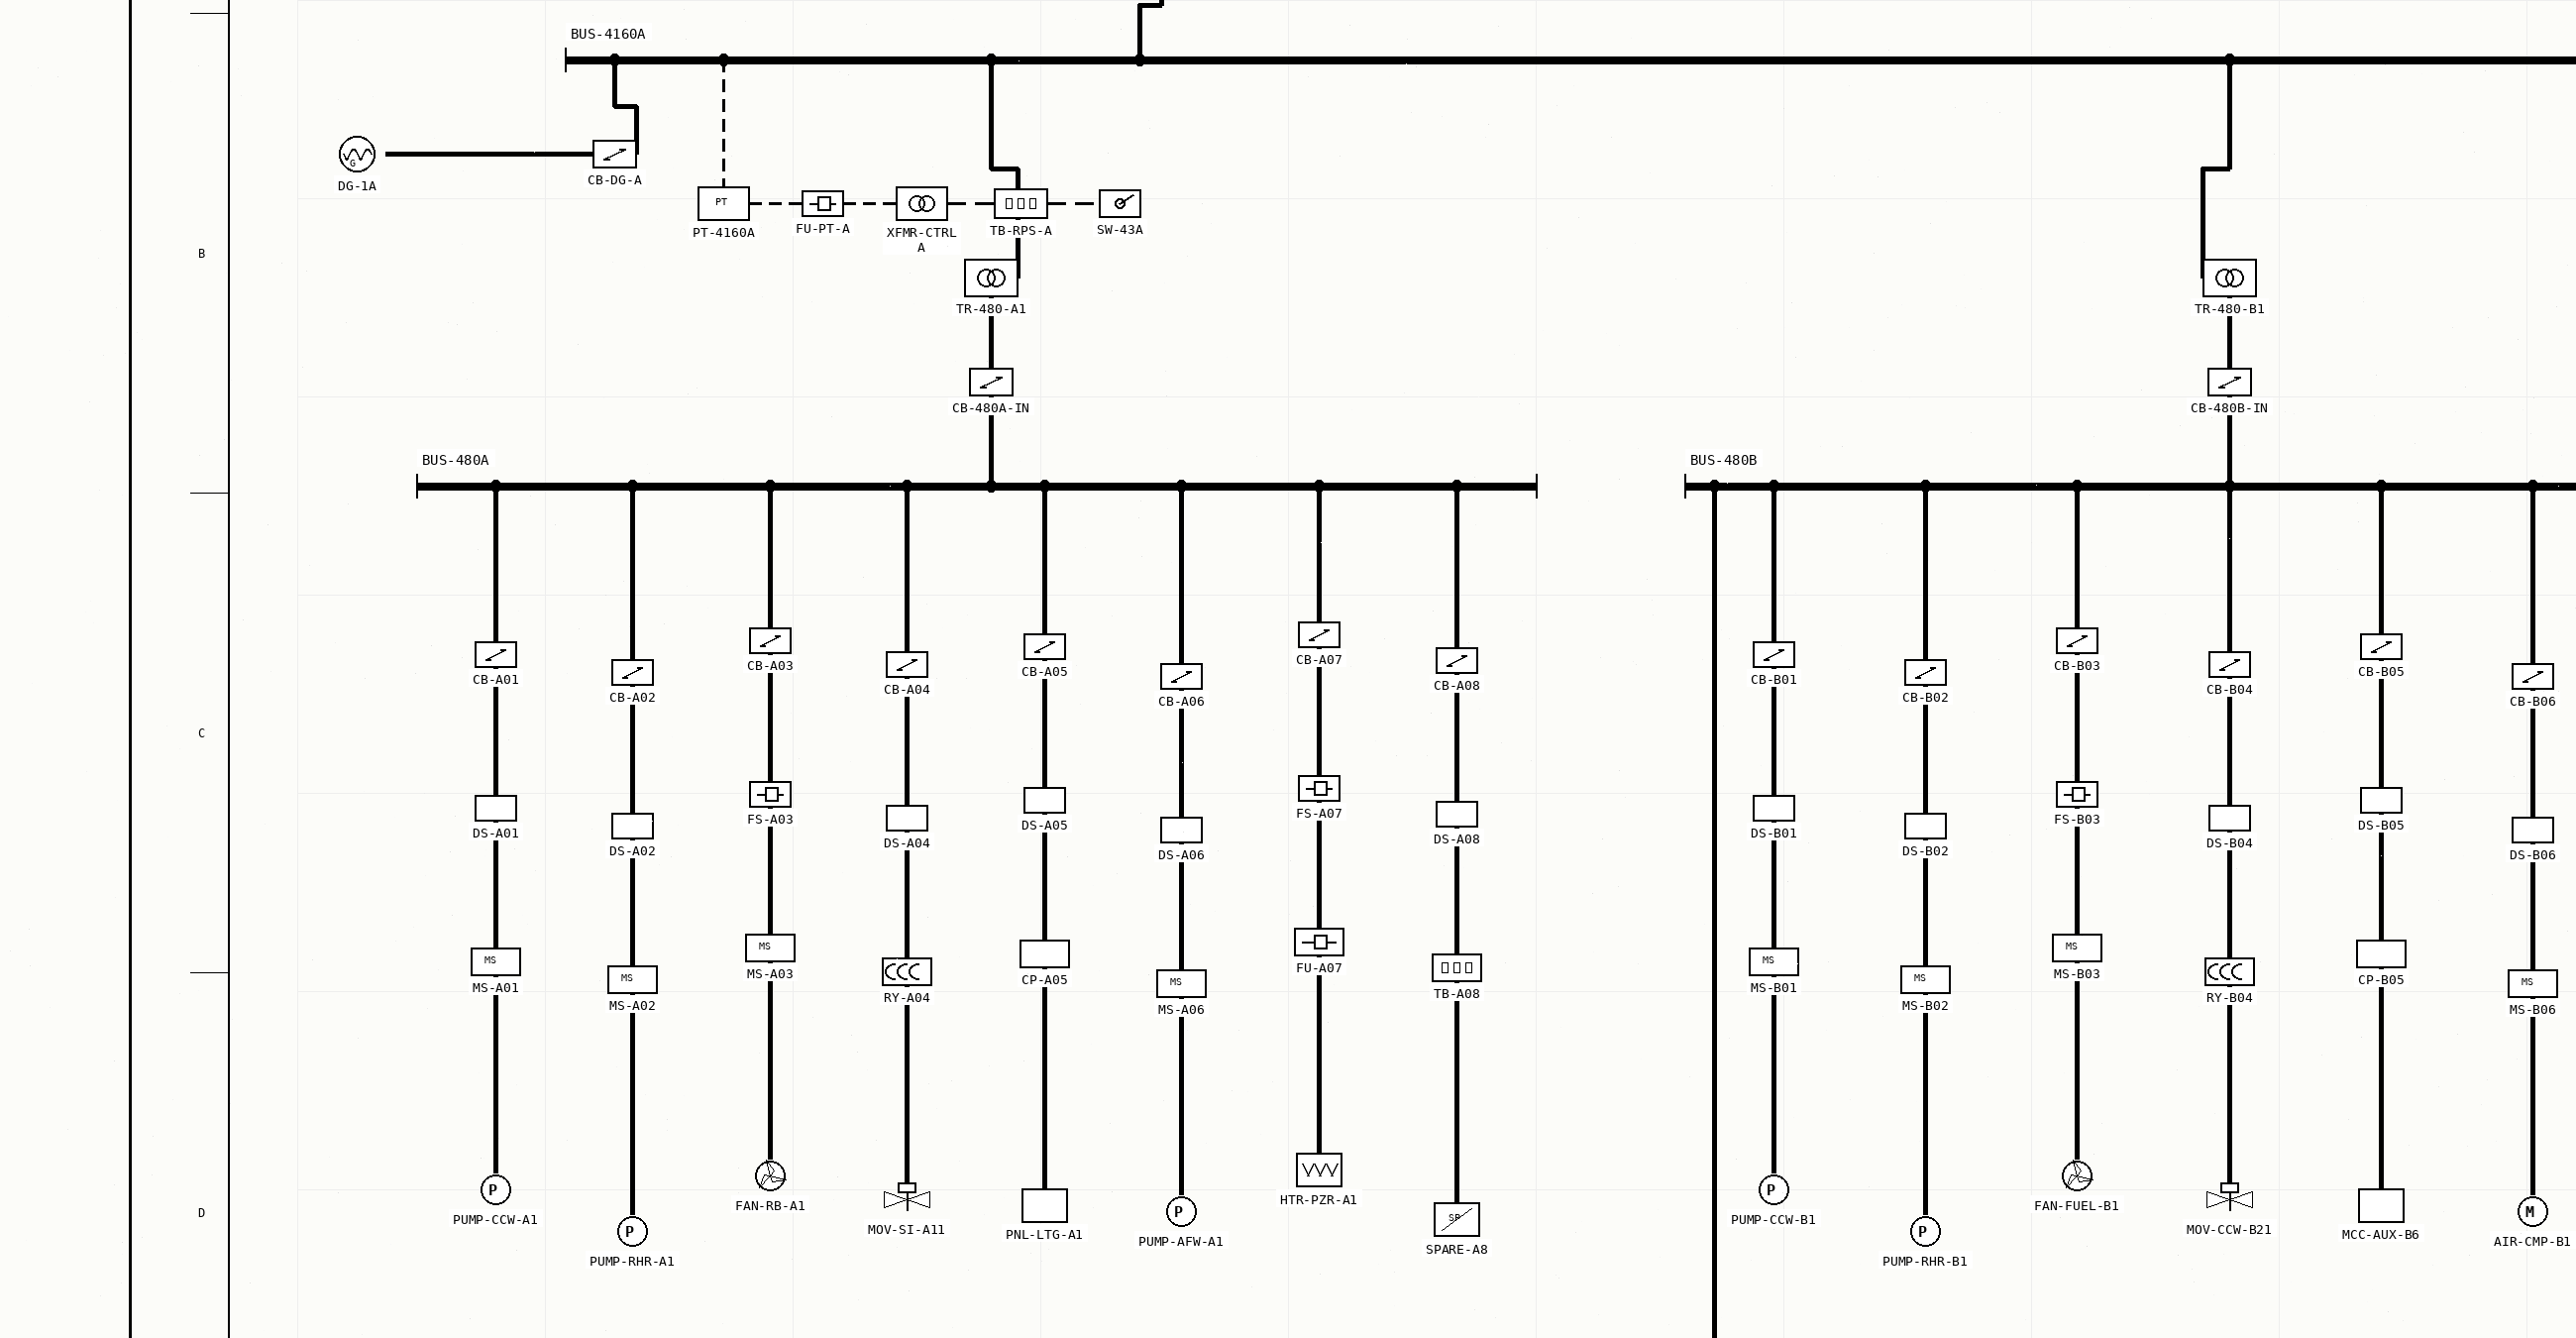 BUS-4160A
G
DG-1A
CB-DG-A
PT
PT-4160A
FU-PT-A
XFMR-CTRL
A
TB-RPS-A
SW-43A
B
TR-480-A1
TR-480-B1
CB-480A-IN
CB-480B-IN
BUS-480A
BUS-480B
CB-A01
CB-A02
CB-A03
CB-A04
CB-A05
CB-A06
CB-A07
CB-A08
CB-B01
CB-B02
CB-B03
CB-B04
CB-B05
CB-B06
C
DS-A01
DS-A02
FS-A03
DS-A04
DS-A05
DS-A06
FS-A07
DS-A08
DS-B01
DS-B02
FS-B03
DS-B04
DS-B05
DS-B06
MS
MS-A01
MS
MS-A02
MS
MS-A03
RY-A04
CP-A05
MS
MS-A06
FU-A07
TB-A08
MS
MS-B01
MS
MS-B02
MS
MS-B03
RY-B04
CP-B05
MS
MS-B06
D
P
PUMP-CCW-A1
P
PUMP-RHR-A1
FAN-RB-A1
MOV-SI-A11
PNL-LTG-A1
P
PUMP-AFW-A1
HTR-PZR-A1
SP
SPARE-A8
P
PUMP-CCW-B1
P
PUMP-RHR-B1
FAN-FUEL-B1
MOV-CCW-B21
MCC-AUX-B6
M
AIR-CMP-B1